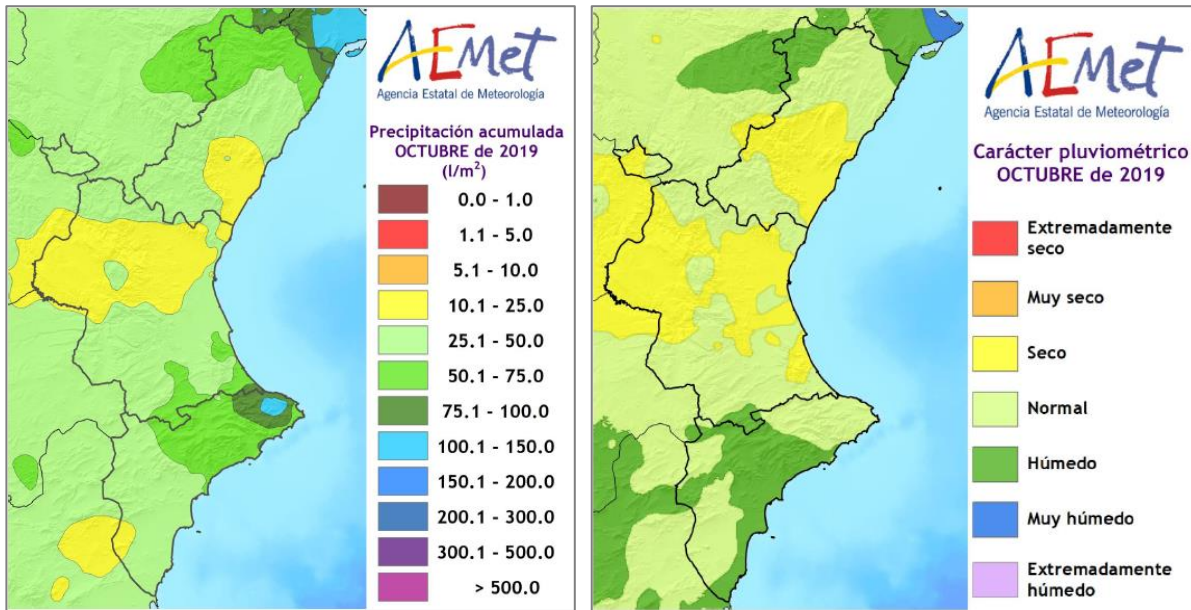 AEMet
Agencia Estatal de Meteorología
Precipitación acumulada
OCTUBRE de 2019
(l/m²)
0.0 - 1.0
1.1 - 5.0
5.1 - 10.0
10.1 - 25.0
25.1 - 50.0
50.1 - 75.0
75.1 - 100.0
100.1 - 150.0
150.1 - 200.0
200.1 - 300.0
300.1 - 500.0
> 500.0
AEMet
Agencia Estatal de Meteorología
Carácter pluviométrico
OCTUBRE de 2019
Extremadamente
seco
Muy seco
Seco
Normal
Húmedo
Muy húmedo
Extremadamente
húmedo